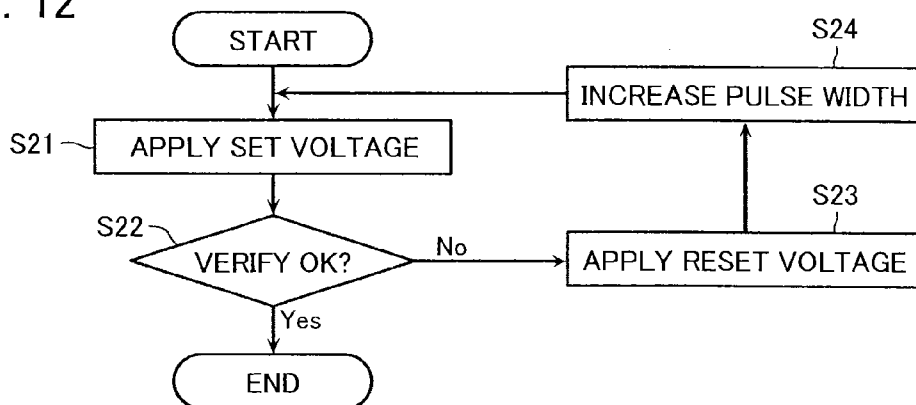 . 12
START
S24
INCREASE PULSE WIDTH
S21
APPLY SET VOLTAGE
S23
S22
VERIFY OK?
No
APPLY RESET VOLTAGE
Yes
END